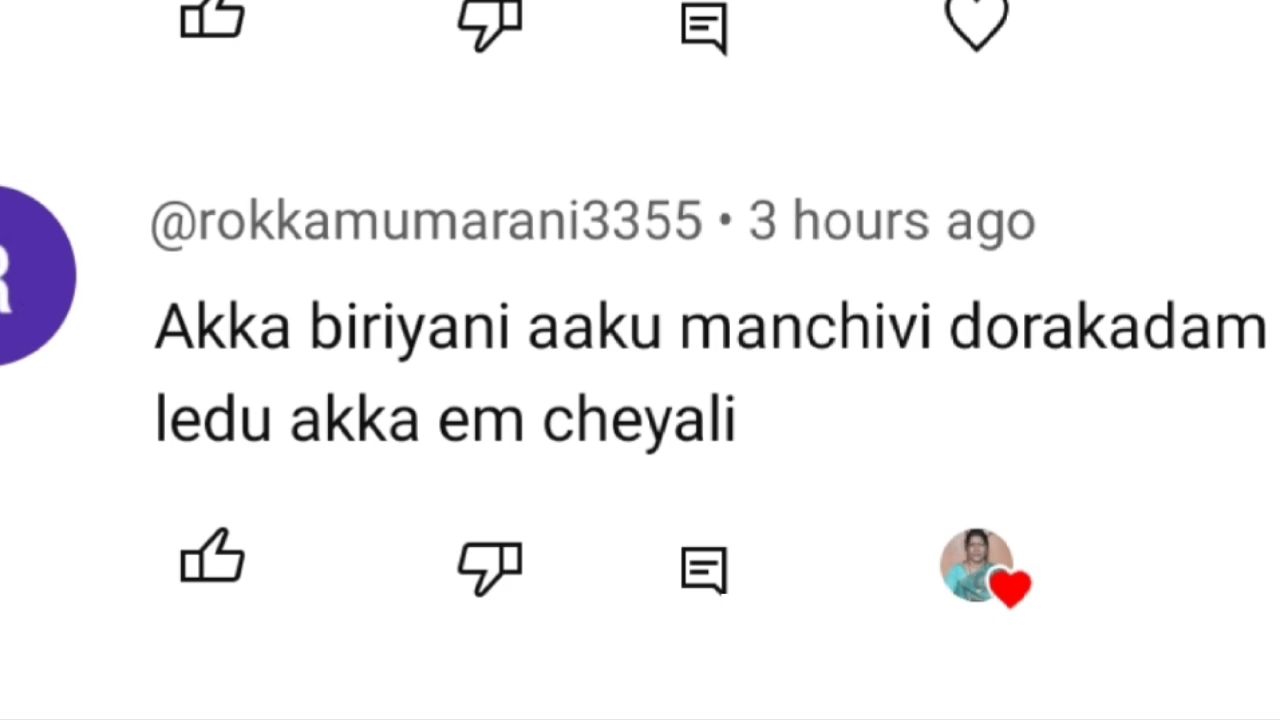 @rokkamumarani3355 • 3 hours ago
Akka biriyani aaku manchivi dorakadam
ledu akka em cheyali